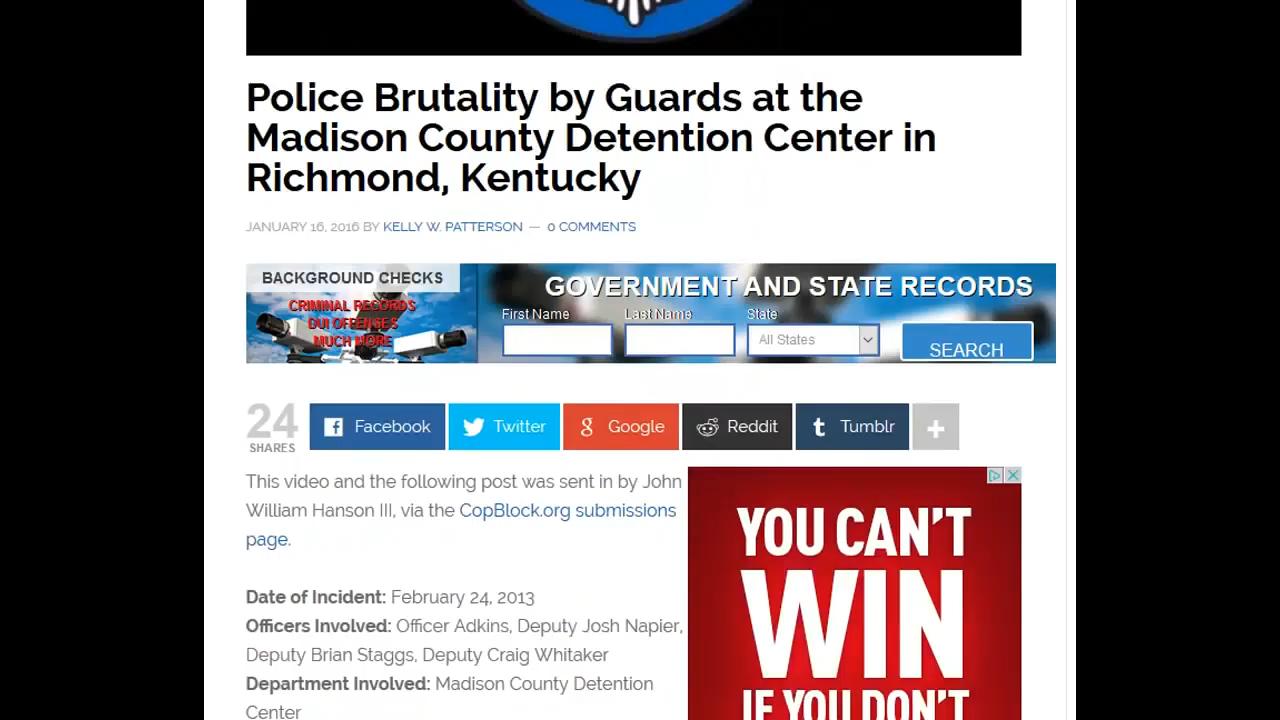 Police Brutality by Guards at the
Madison County Detention Center in
Richmond, Kentucky
JANUARY 16, 2016 BY KELLY W. PATTERSON — 0 COMMENTS
BACKGROUND CHECKS
CRIMINAL RECORDS
DUI OFFENSES
MUCH MORE
GOVERNMENT AND STATE RECORDS
First Name Last Name State
All States
SEARCH
24
SHARES
Facebook Twitter Google Reddit Tumblr +
This video and the following post was sent in by John
William Hanson III, via the CopBlock.org submissions
page.
Date of Incident: February 24, 2013
Officers Involved: Officer Adkins, Deputy Josh Napier,
Deputy Brian Staggs, Deputy Craig Whitaker
Department Involved: Madison County Detention
Center
YOU CAN'T
WIN
IF YOU DON'T